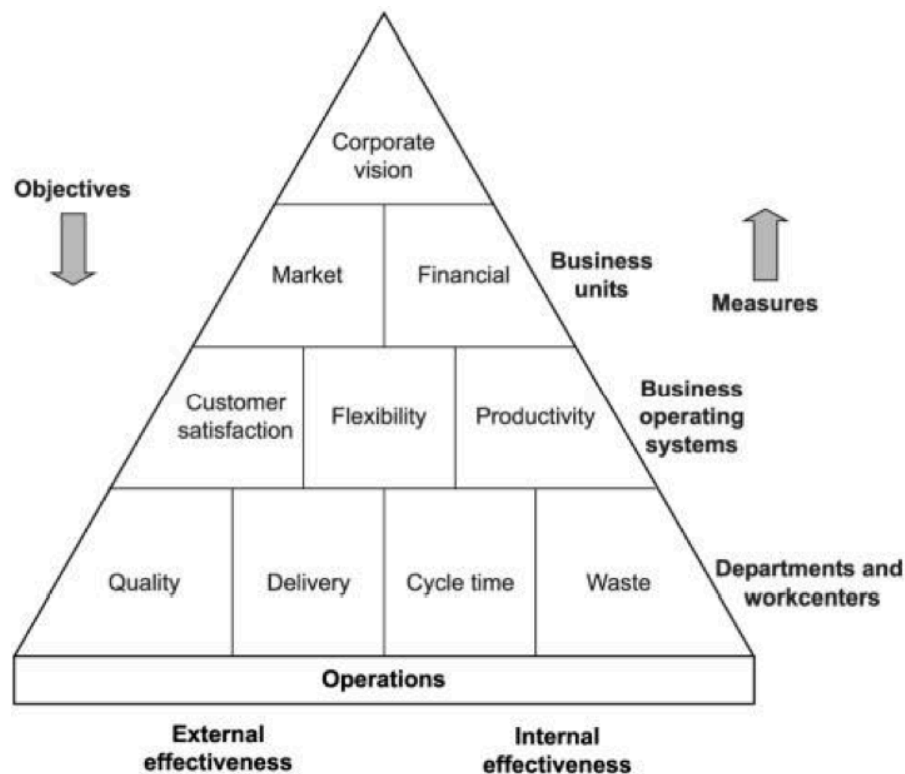 Corporate
vision
Objectives
Market
Financial
Business
units
Measures
Customer
satisfaction
Flexibility
Productivity
Business
operating
systems
Quality
Delivery
Cycle time
Waste
Departments and
workcenters
Operations
External
effectiveness
Internal
effectiveness